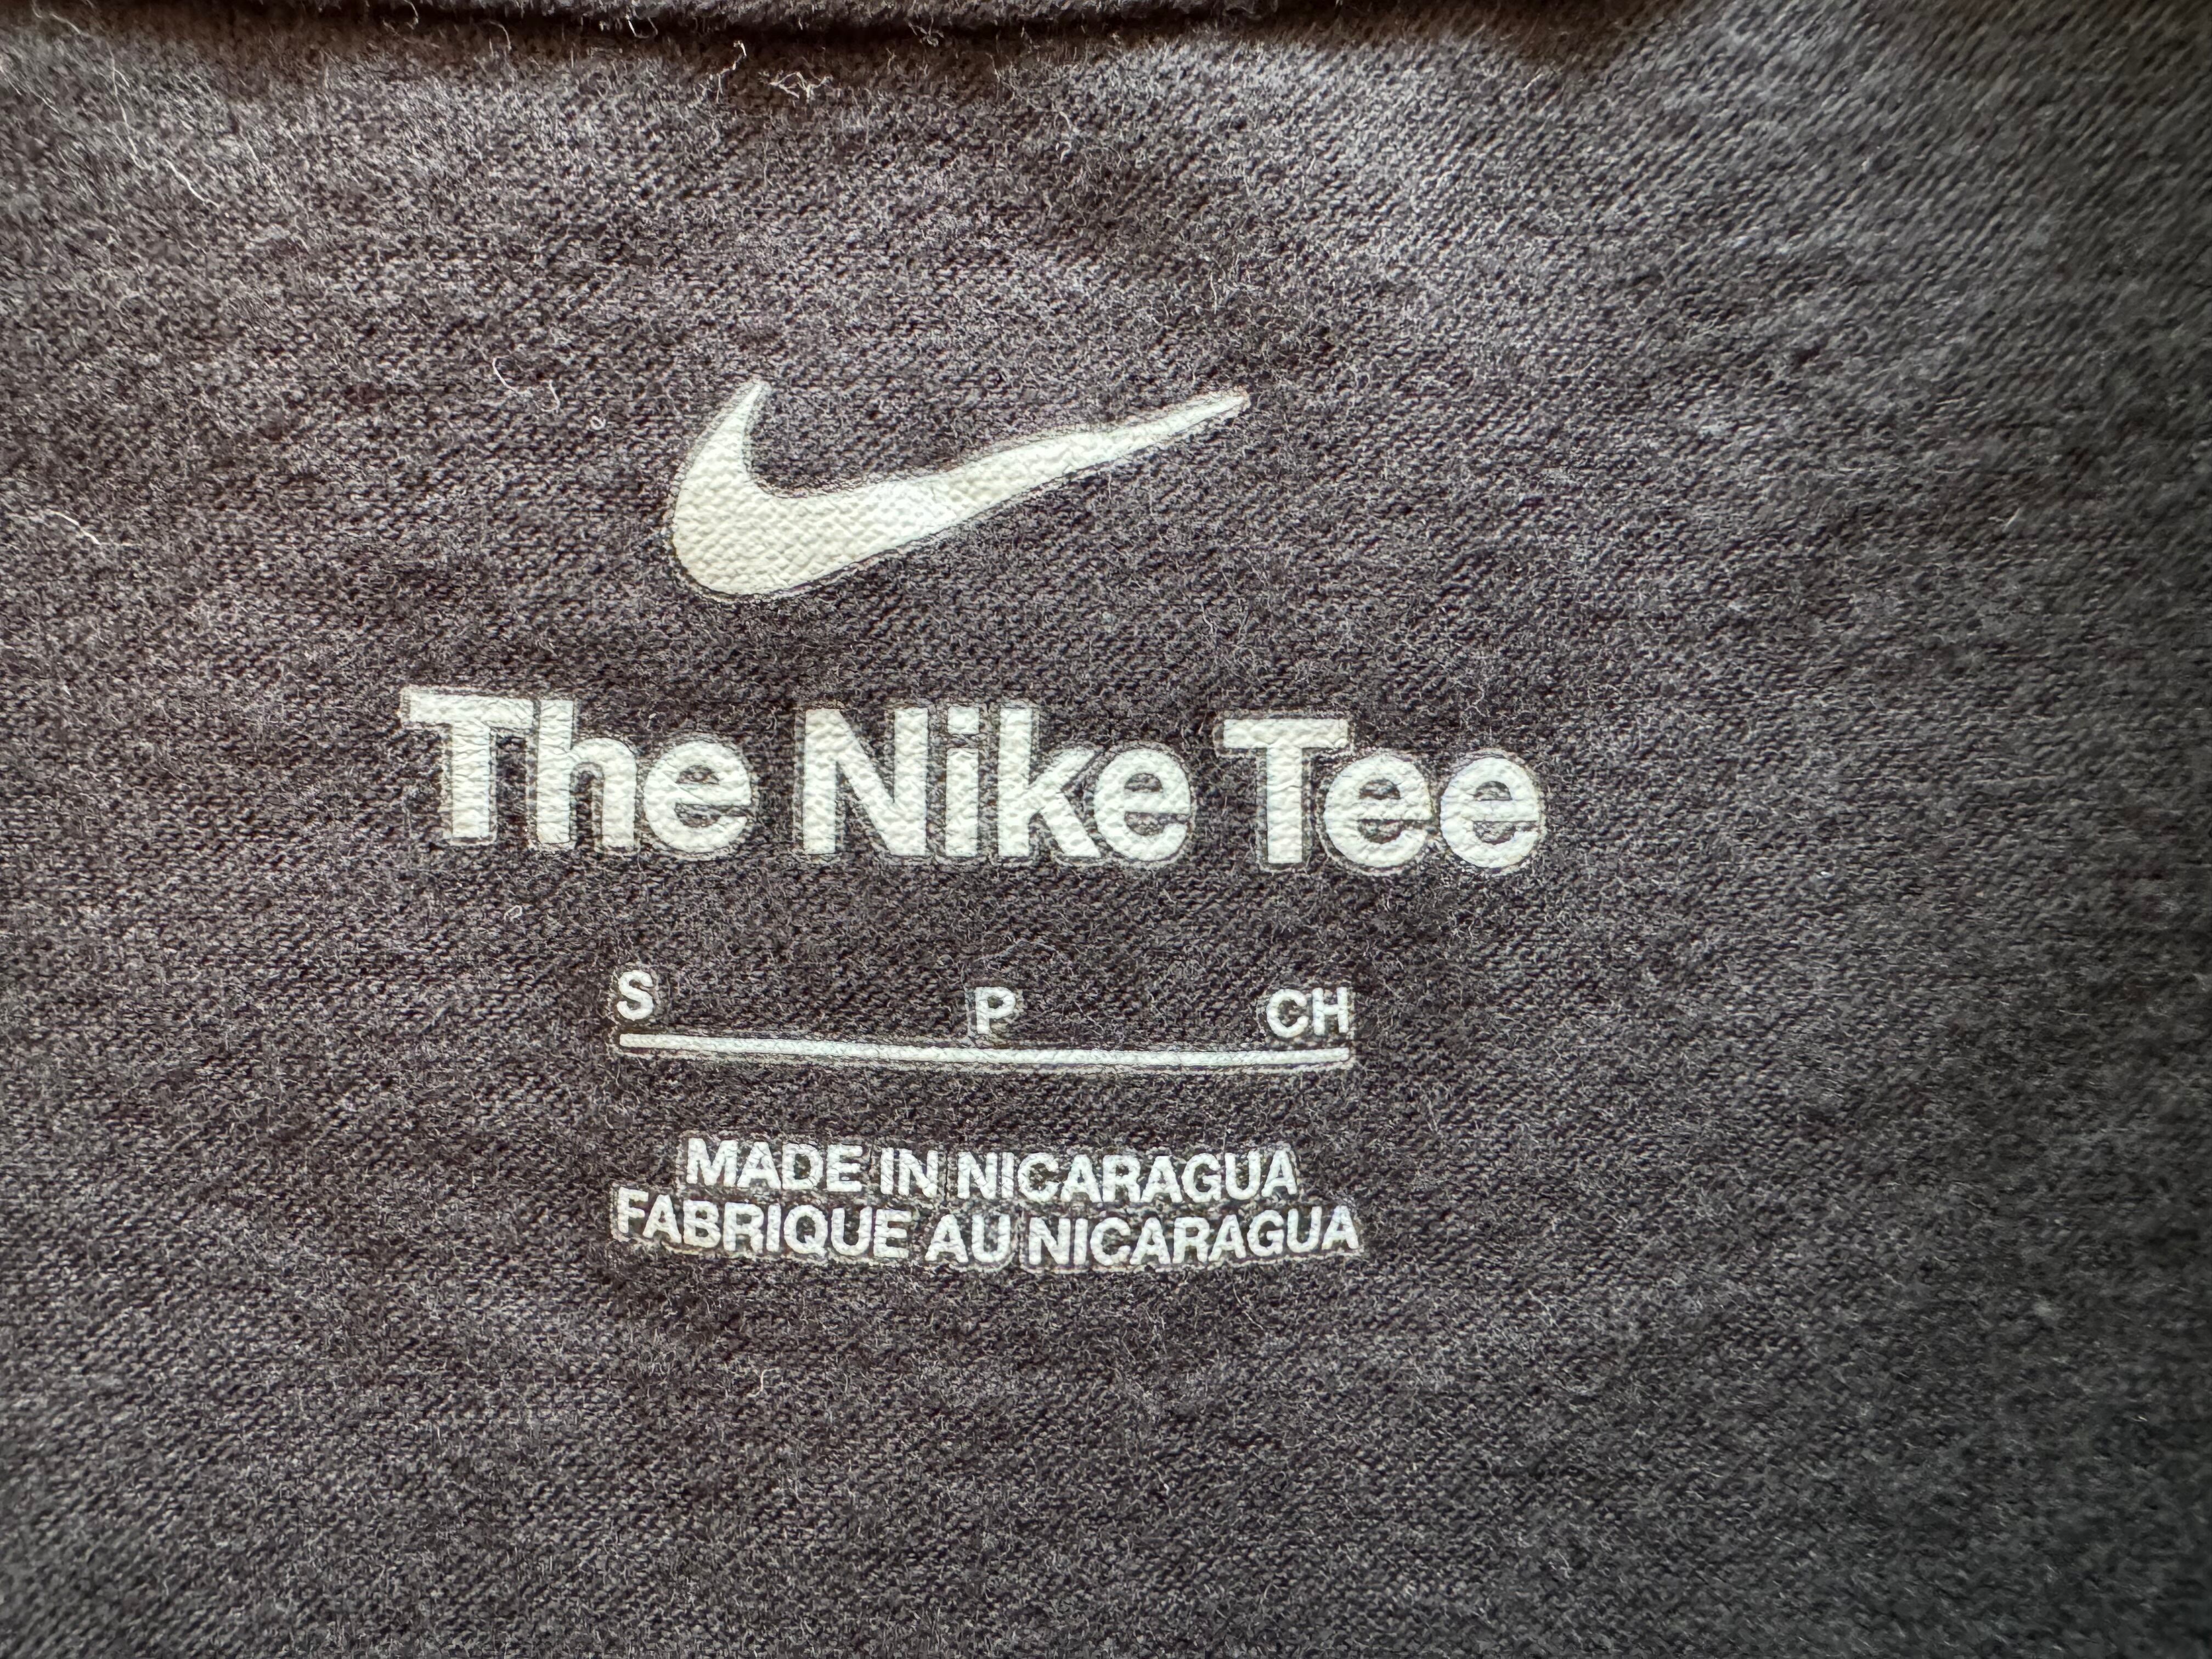 The Nike Tee
S P CH
MADE IN NICARAGUA
FABRIQUE AU NICARAGUA